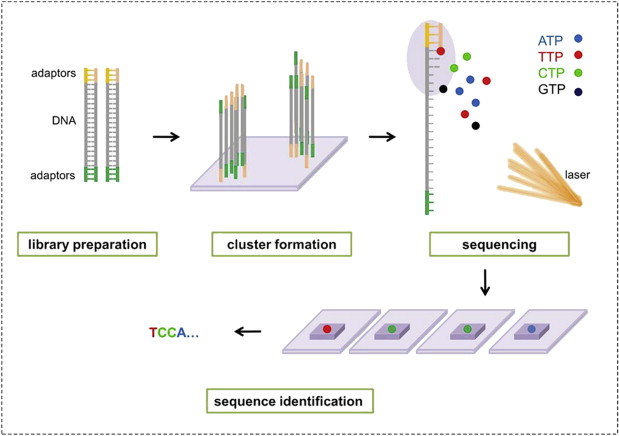 adaptors
DNA
adaptors
ATP
TTP
CTP
GTP
laser
library preparation
cluster formation
sequencing
TCCA...
sequence identification